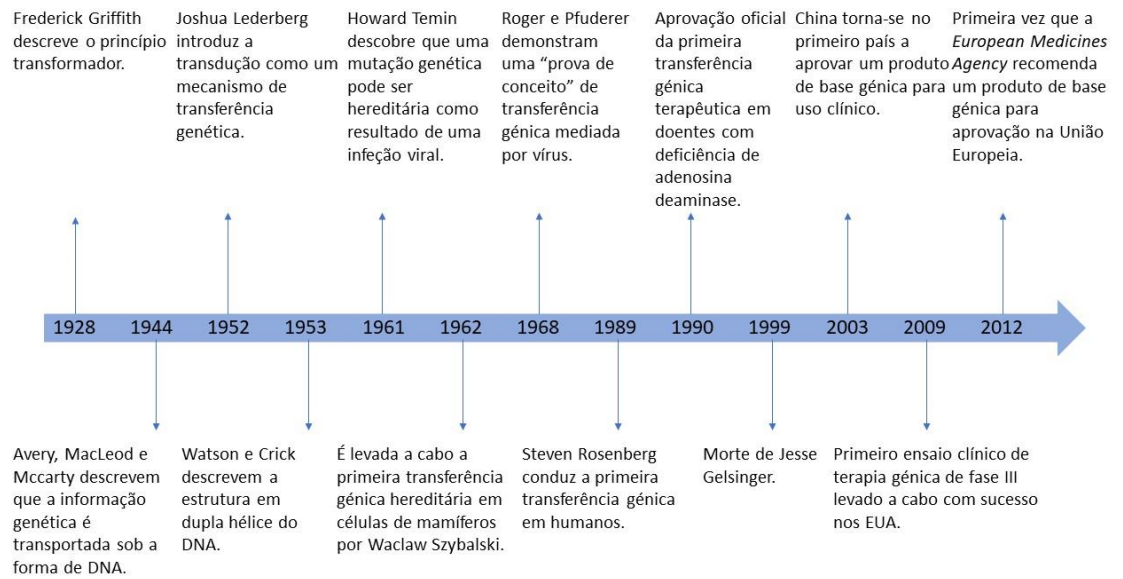 Frederick Griffith
descreve o princípio
transformador.
Joshua Lederberg
introduz a
transdução como um
mecanismo de
transferência
genética.
Howard Temin
descobre que uma
mutação genética
pode ser
hereditária como
resultado de uma
infeção viral.
Roger e Pfuderer
demonstram
uma “prova de
conceito” de
transferência
génica mediada
por vírus.
Aprovação oficial
da primeira
transferência
génica
terapêutica em
doentes com
deficiência de
adenosina
deaminase.
China torna-se no
primeiro país a
aprovar um produto
de base génica para
uso clínico.
Primeira vez que a
European Medicines
Agency recomenda
um produto de base
génica para
aprovação na União
Europeia.
1928 1944 1952 1953 1961 1962 1968 1989 1990 1999 2003 2009 2012
Avery, MacLeod e
Mccarty descrevem
que a informação
genética é
transportada sob a
forma de DNA.
Watson e Crick
descrevem a
estrutura em
dupla hélice do
DNA.
É levada a cabo a
primeira transferência
génica hereditária em
células de mamíferos
por Waclaw Szybalski.
Steven Rosenberg
conduz a primeira
transferência génica
em humanos.
Morte de Jesse
Gelsinger.
Primeiro ensaio clínico de
terapia génica de fase III
levado a cabo com sucesso
nos EUA.